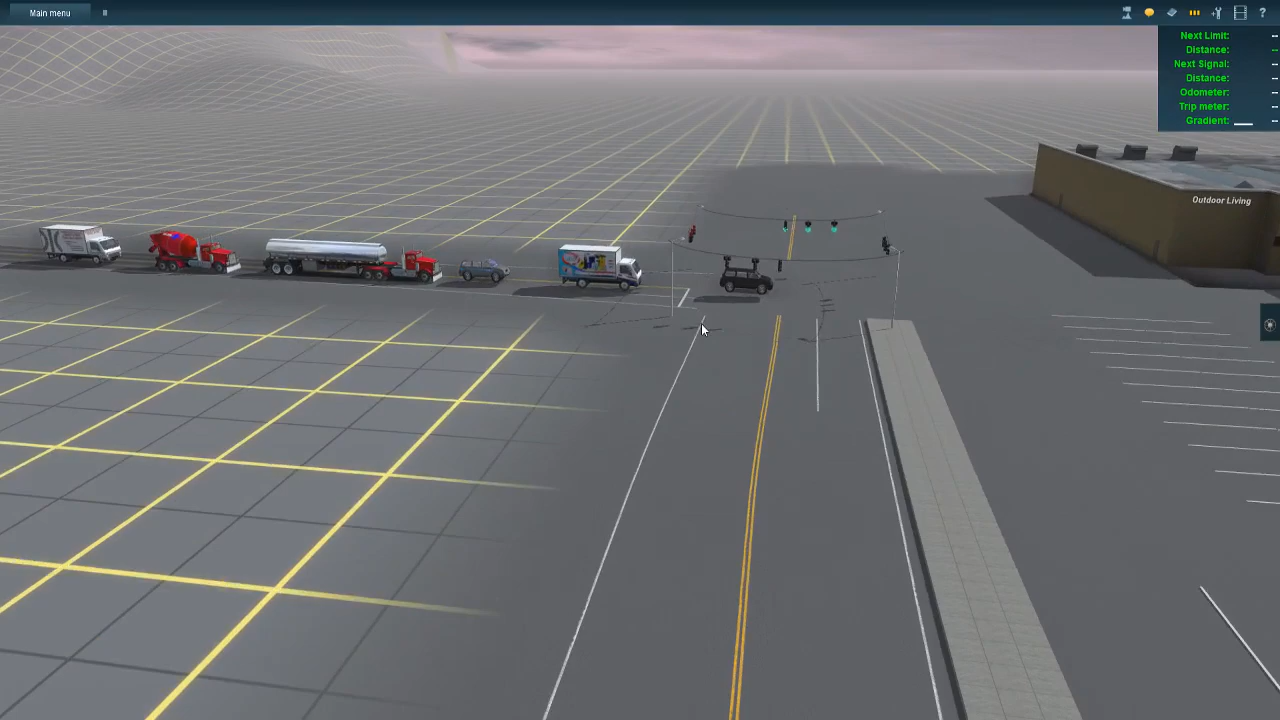 Main menu
?
Next Limit: --
Distance: --
Next Signal: --
Distance: --
Odometer: --
Trip meter: --
Gradient: --
Outdoor Living